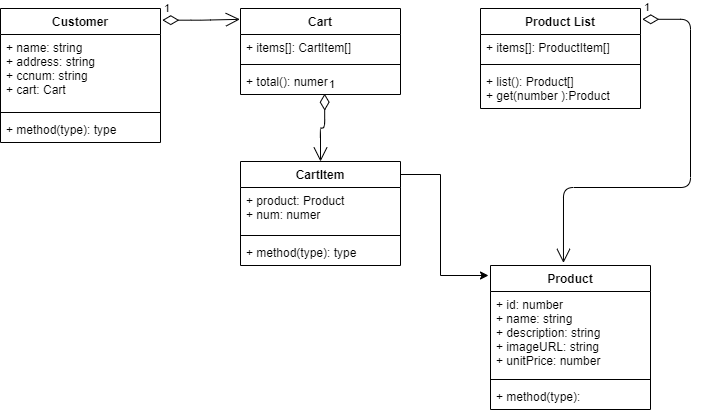 1
Customer
+ name: string
+ address: string
+ ccnum: string
+ cart: Cart
+ method(type): type
Cart
+ items[]: CartItem[]
+ total(): numer
1
Product List
+ items[]: ProductItem[]
+ list(): Product[]
+ get(number ):Product
1
CartItem
+ product: Product
+ num: numer
+ method(type): type
Product
+ id: number
+ name: string
+ description: string
+ imageURL: string
+ unitPrice: number
+ method(type):